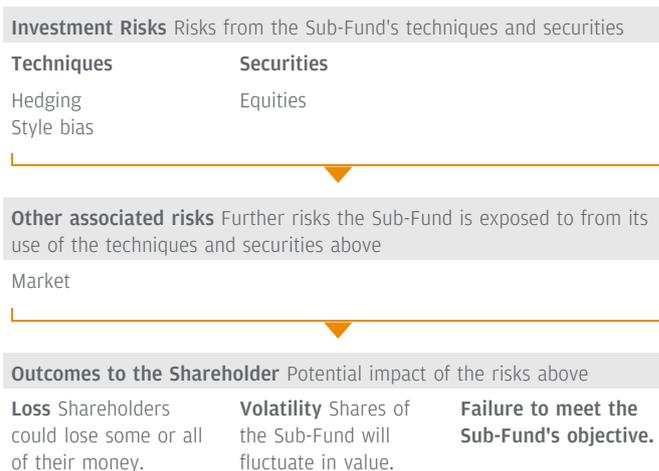 Investment Risks Risks from the Sub-Fund's techniques and securities
Techniques Securities
Hedging Equities
Style bias
Other associated risks Further risks the Sub-Fund is exposed to from its
use of the techniques and securities above
Market
Outcomes to the Shareholder Potential impact of the risks above
Loss Shareholders
could lose some or all
of their money.
Volatility Shares of
the Sub-Fund will
fluctuate in value.
Failure to meet the
Sub-Fund's objective.